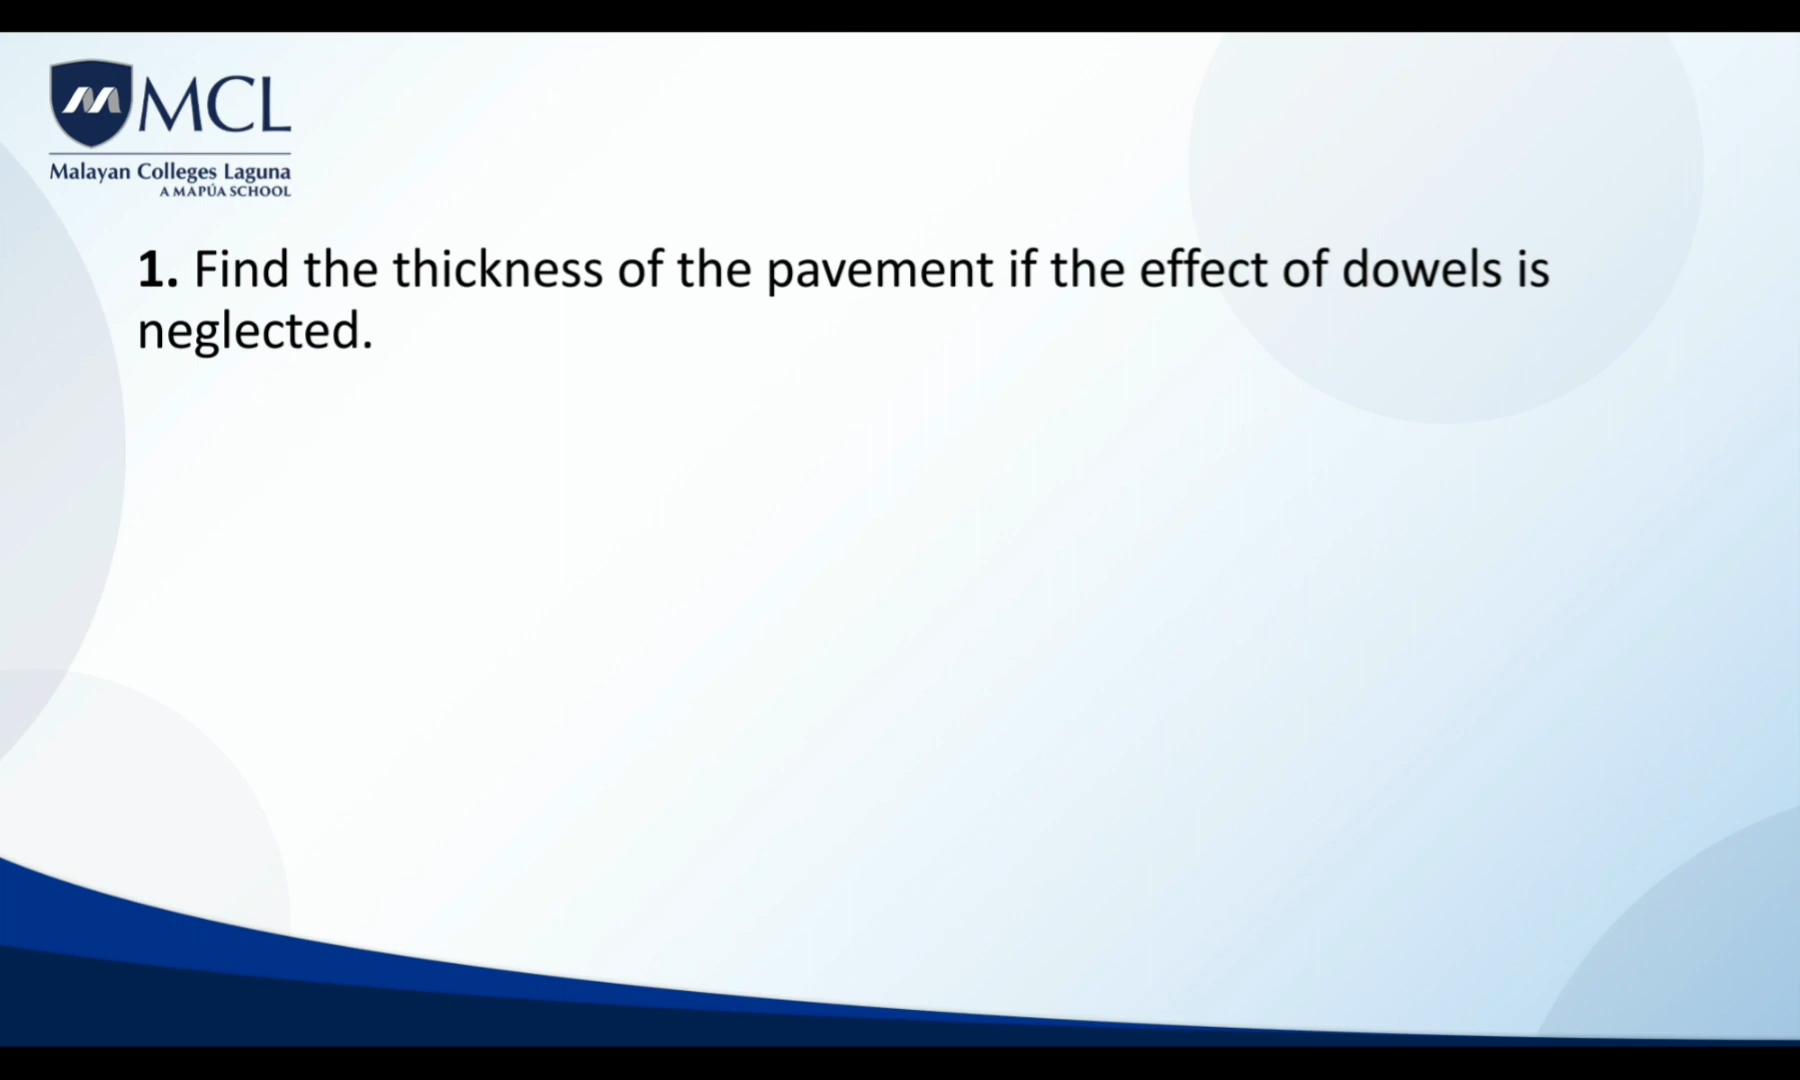 MCL
Malayan Colleges Laguna
A MAPÚA SCHOOL
1. Find the thickness of the pavement if the effect of dowels is
neglected.